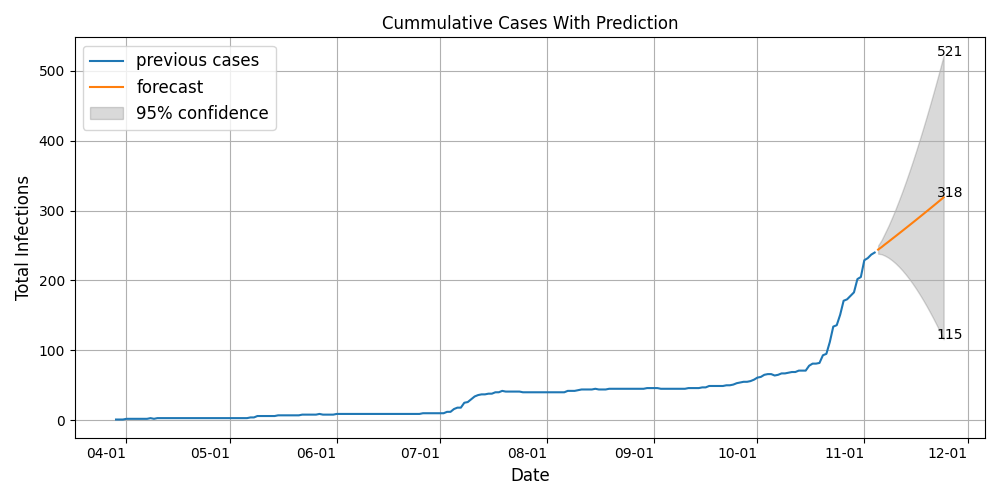 Cummulative Cases With Prediction
previous cases
forecast
95% confidence
521
318
115
Total Infections
500
400
300
200
100
0
04-01 05-01 06-01 07-01 08-01 09-01 10-01 11-01 12-01
Date